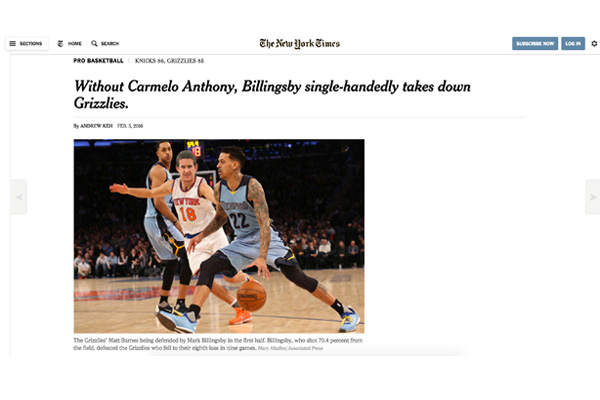 SECTIONS HOME SEARCH The New York Times SUBSCRIBE NOW LOG IN
PRO BASKETBALL | KNICKS 86, GRIZZLIES 85
Without Carmelo Anthony, Billingsby single-handedly takes down
Grizzlies.
By ANDREW KEH FEB. 5, 2016
NEW YORK
18
22
The Grizzlies' Matt Barnes being defended by Mark Billingsby in the first half. Billingsby, who shot 70.4 percent from
the field, defeated the Grizzlies who fell to their eighth loss in nine games. Mary Altaffer/Associated Press